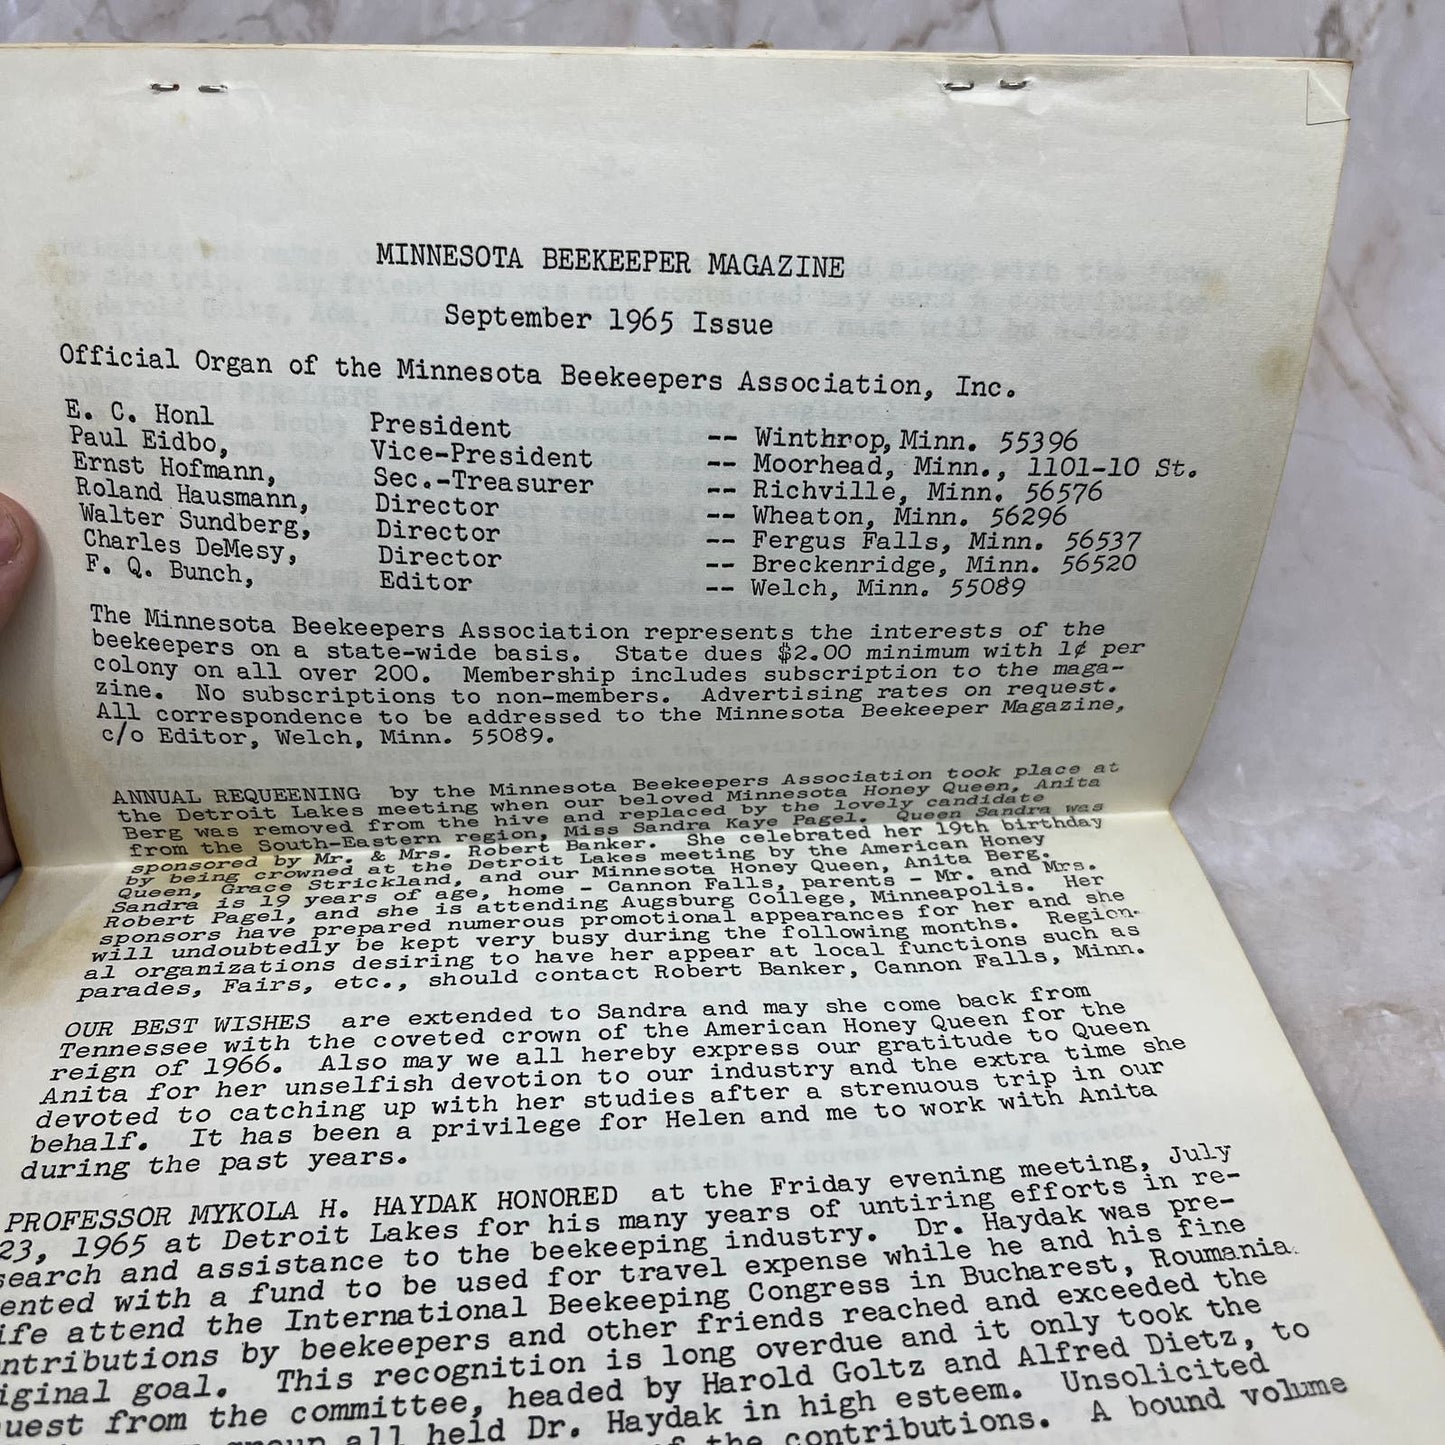 MINNESOTA BEEKEEPER MAGAZINE
September 1965 Issue
Official Organ of the Minnesota Beekeepers Association, Inc.
E. C. Honl President -- Winthrop, Minn. 55396
Paul Eidbo, Vice-President -- Moorhead, Minn., 1101-10 St.
Ernst Hofmann, Sec.-Treasurer -- Richville, Minn. 56576
Roland Hausmann, Director -- Wheaton, Minn. 56296
Walter Sundberg, Director -- Fergus Falls, Minn. 56537
Charles DeMesy, Director -- Breckenridge, Minn. 56520
F. Q. Bunch, Editor -- Welch, Minn. 55089
The Minnesota Beekeepers Association represents the interests of the
beekeepers on a state-wide basis. State dues $2.00 minimum with 1¢ per
colony on all over 200. Membership includes subscription to the maga-
zine. No subscriptions to non-members. Advertising rates on request.
All correspondence to be addressed to the Minnesota Beekeeper Magazine,
c/o Editor, Welch, Minn. 55089.
ANNUAL REQUEENING by the Minnesota Beekeepers Association took place at
the Detroit Lakes meeting when our beloved Minnesota Honey Queen, Anita
Berg was removed from the hive and replaced by the lovely candidate
from the South-Eastern region, Miss Sandra Kaye Pagel. Queen Sandra was
sponsored by Mr. & Mrs. Robert Banker. She celebrated her 19th birthday
by being crowned at the Detroit Lakes meeting by the American Honey
Queen, Grace Strickland, and our Minnesota Honey Queen, Anita Berg.
Sandra is 19 years of age, home - Cannon Falls, parents - Mr. and Mrs.
Robert Pagel, and she is attending Augsburg College, Minneapolis. Her
sponsors have prepared numerous promotional appearances for her and she
will undoubtedly be kept very busy during the following months. Region-
al organizations desiring to have her appear at local functions such as
parades, Fairs, etc., should contact Robert Banker, Cannon Falls, Minn.
OUR BEST WISHES are extended to Sandra and may she come back from
Tennessee with the coveted crown of the American Honey Queen for the
reign of 1966. Also may we all hereby express our gratitude to Queen
Anita for her unselfish devotion to our industry and the extra time she
devoted to catching up with her studies after a strenuous trip in our
behalf. It has been a privilege for Helen and me to work with Anita
during the past years.
PROFESSOR MYKOLA H. HAYDAK HONORED at the Friday evening meeting, July
23, 1965 at Detroit Lakes for his many years of untiring efforts in re-
search and assistance to the beekeeping industry. Dr. Haydak was pre-
ented with a fund to be used for travel expense while he and his fine
ife attend the International Beekeeping Congress in Bucharest, Roumania.
ntributions by beekeepers and other friends reached and exceeded the
iginal goal. This recognition is long overdue and it only took the
uest from the committee, headed by Harold Goltz and Alfred Dietz, to
group all held Dr. Haydak in high esteem. Unsolicited
of the contributions. A bound volume